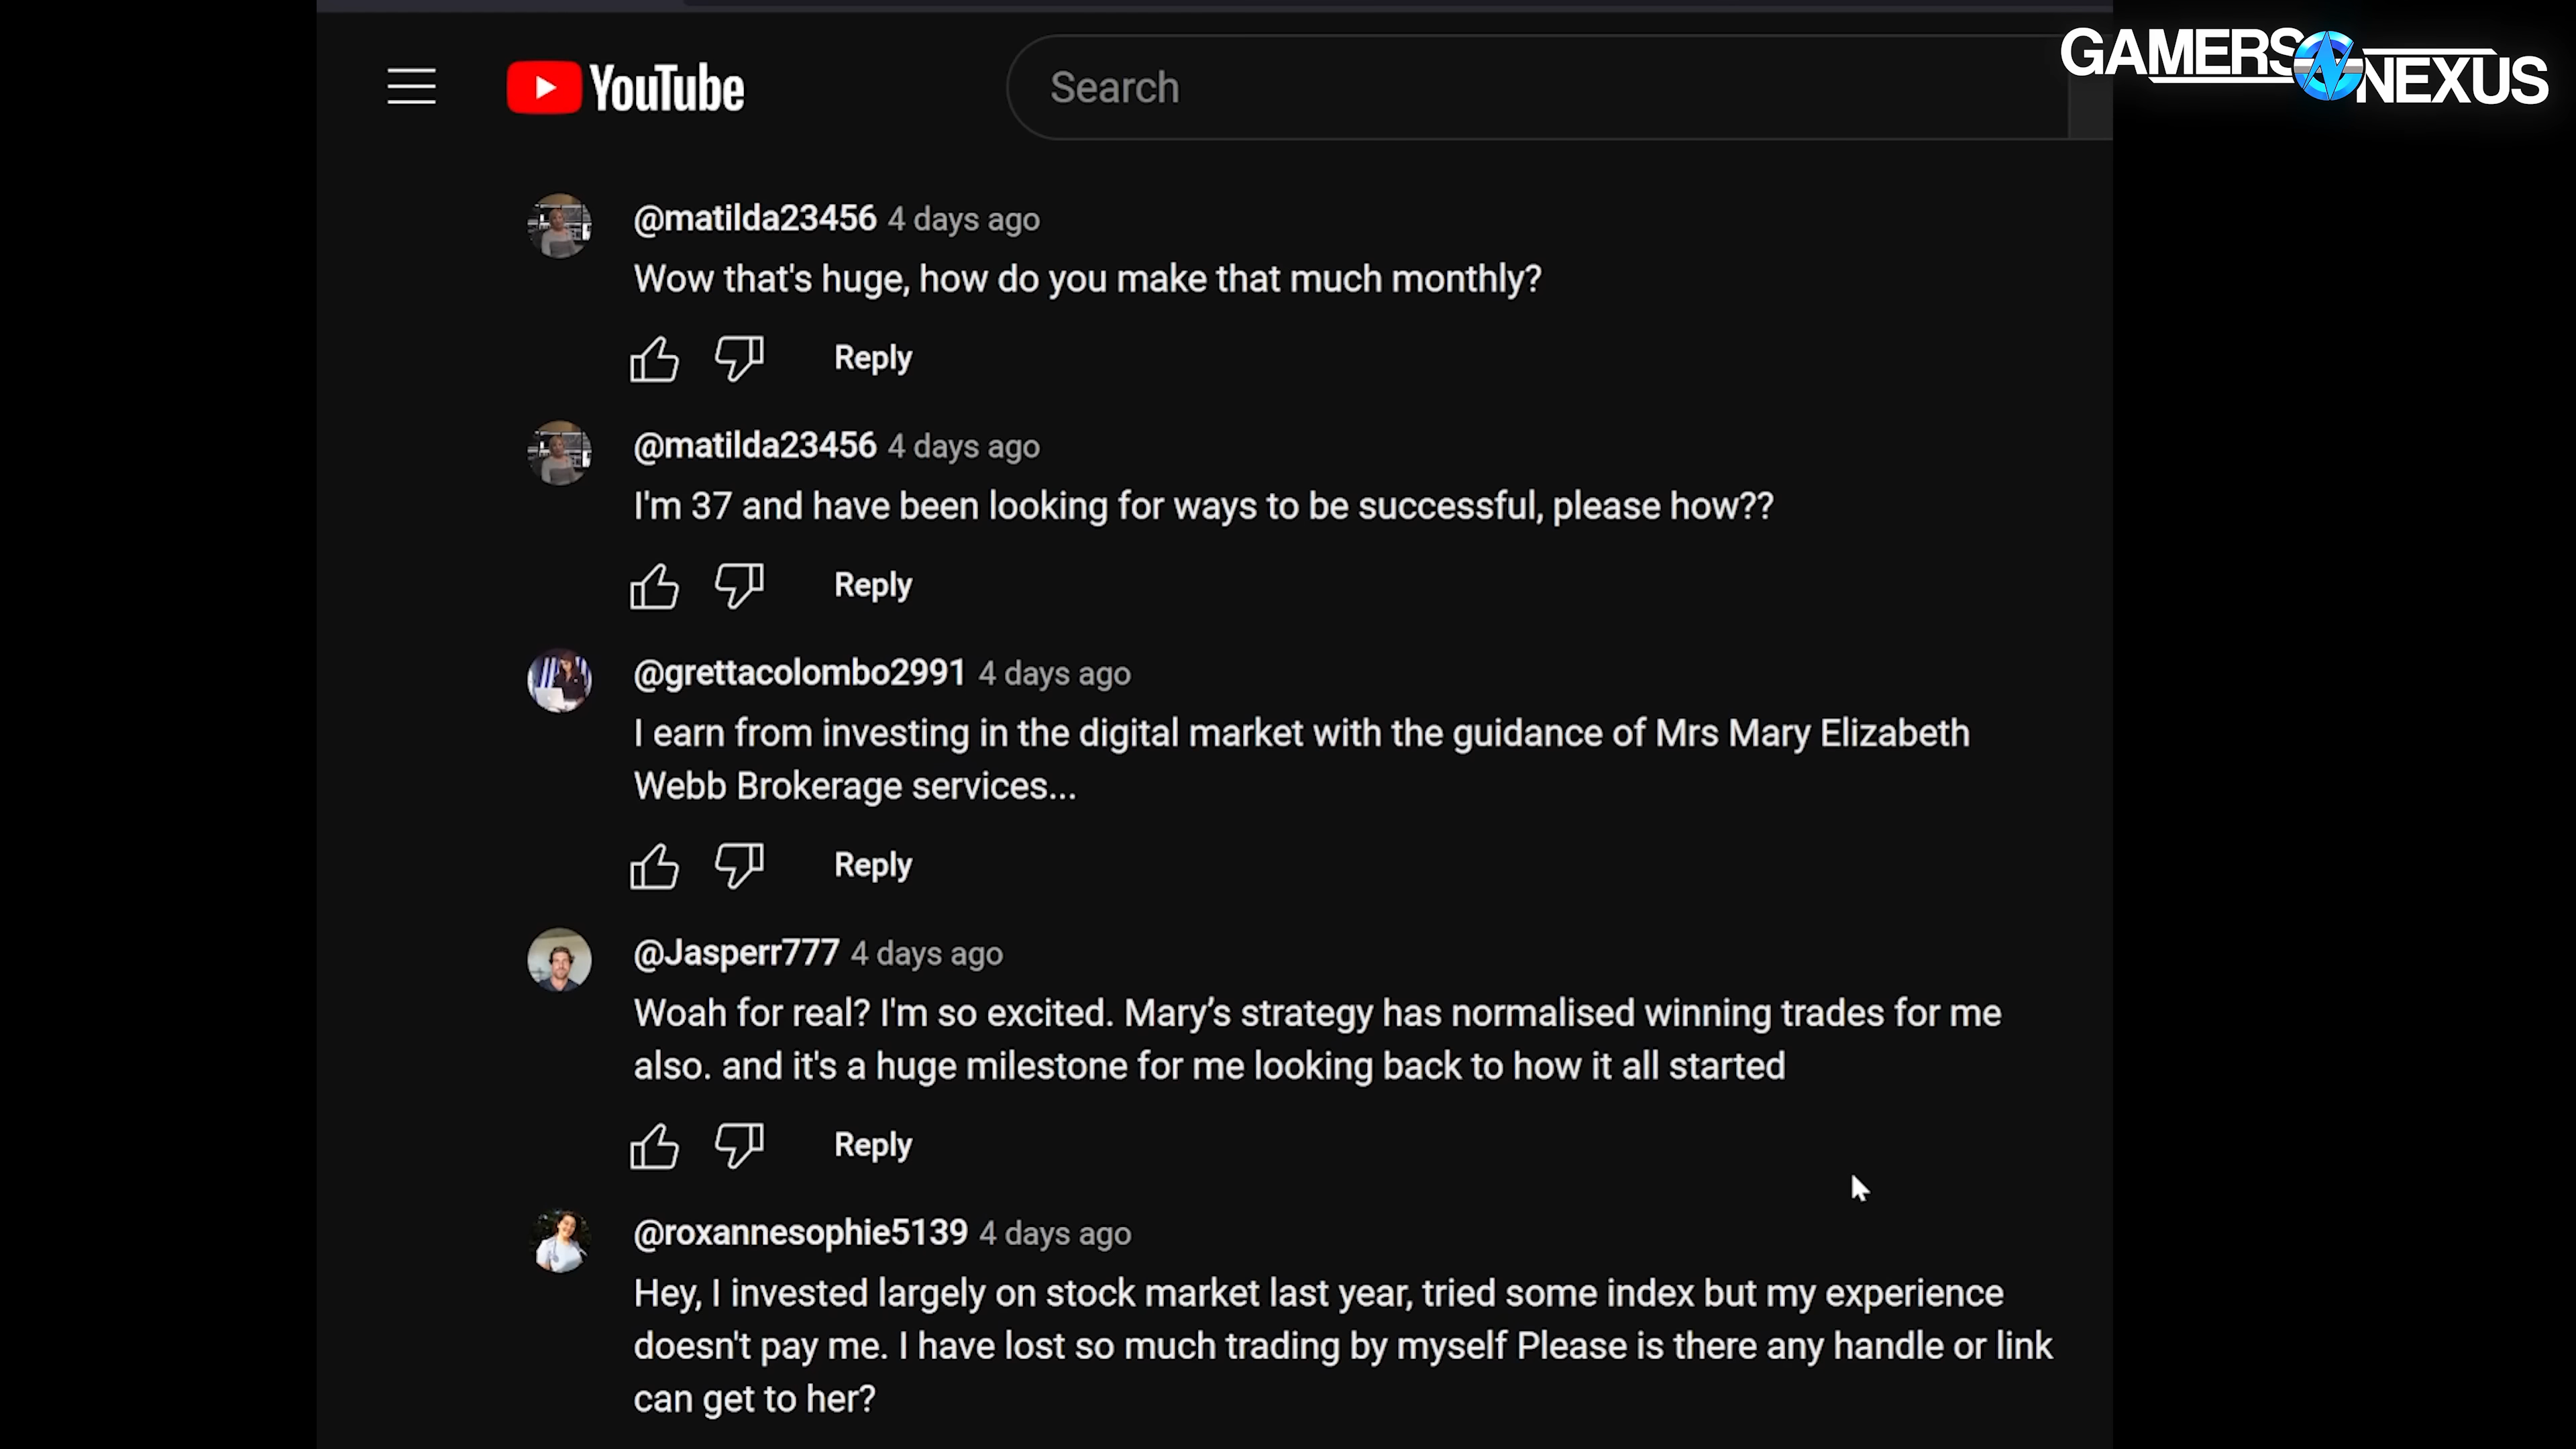 YouTube
Search
GAMERS NEXUS
@matilda23456 4 days ago
Wow that's huge, how do you make that much monthly?
Reply
@matilda23456 4 days ago
I'm 37 and have been looking for ways to be successful, please how??
Reply
@grettacolombo2991 4 days ago
I earn from investing in the digital market with the guidance of Mrs Mary Elizabeth
Webb Brokerage services...
Reply
@Jasperr777 4 days ago
Woah for real? I'm so excited. Mary’s strategy has normalised winning trades for me
also. and it's a huge milestone for me looking back to how it all started
Reply
@roxannesophie5139 4 days ago
Hey, I invested largely on stock market last year, tried some index but my experience
doesn't pay me. I have lost so much trading by myself Please is there any handle or link
can get to her?